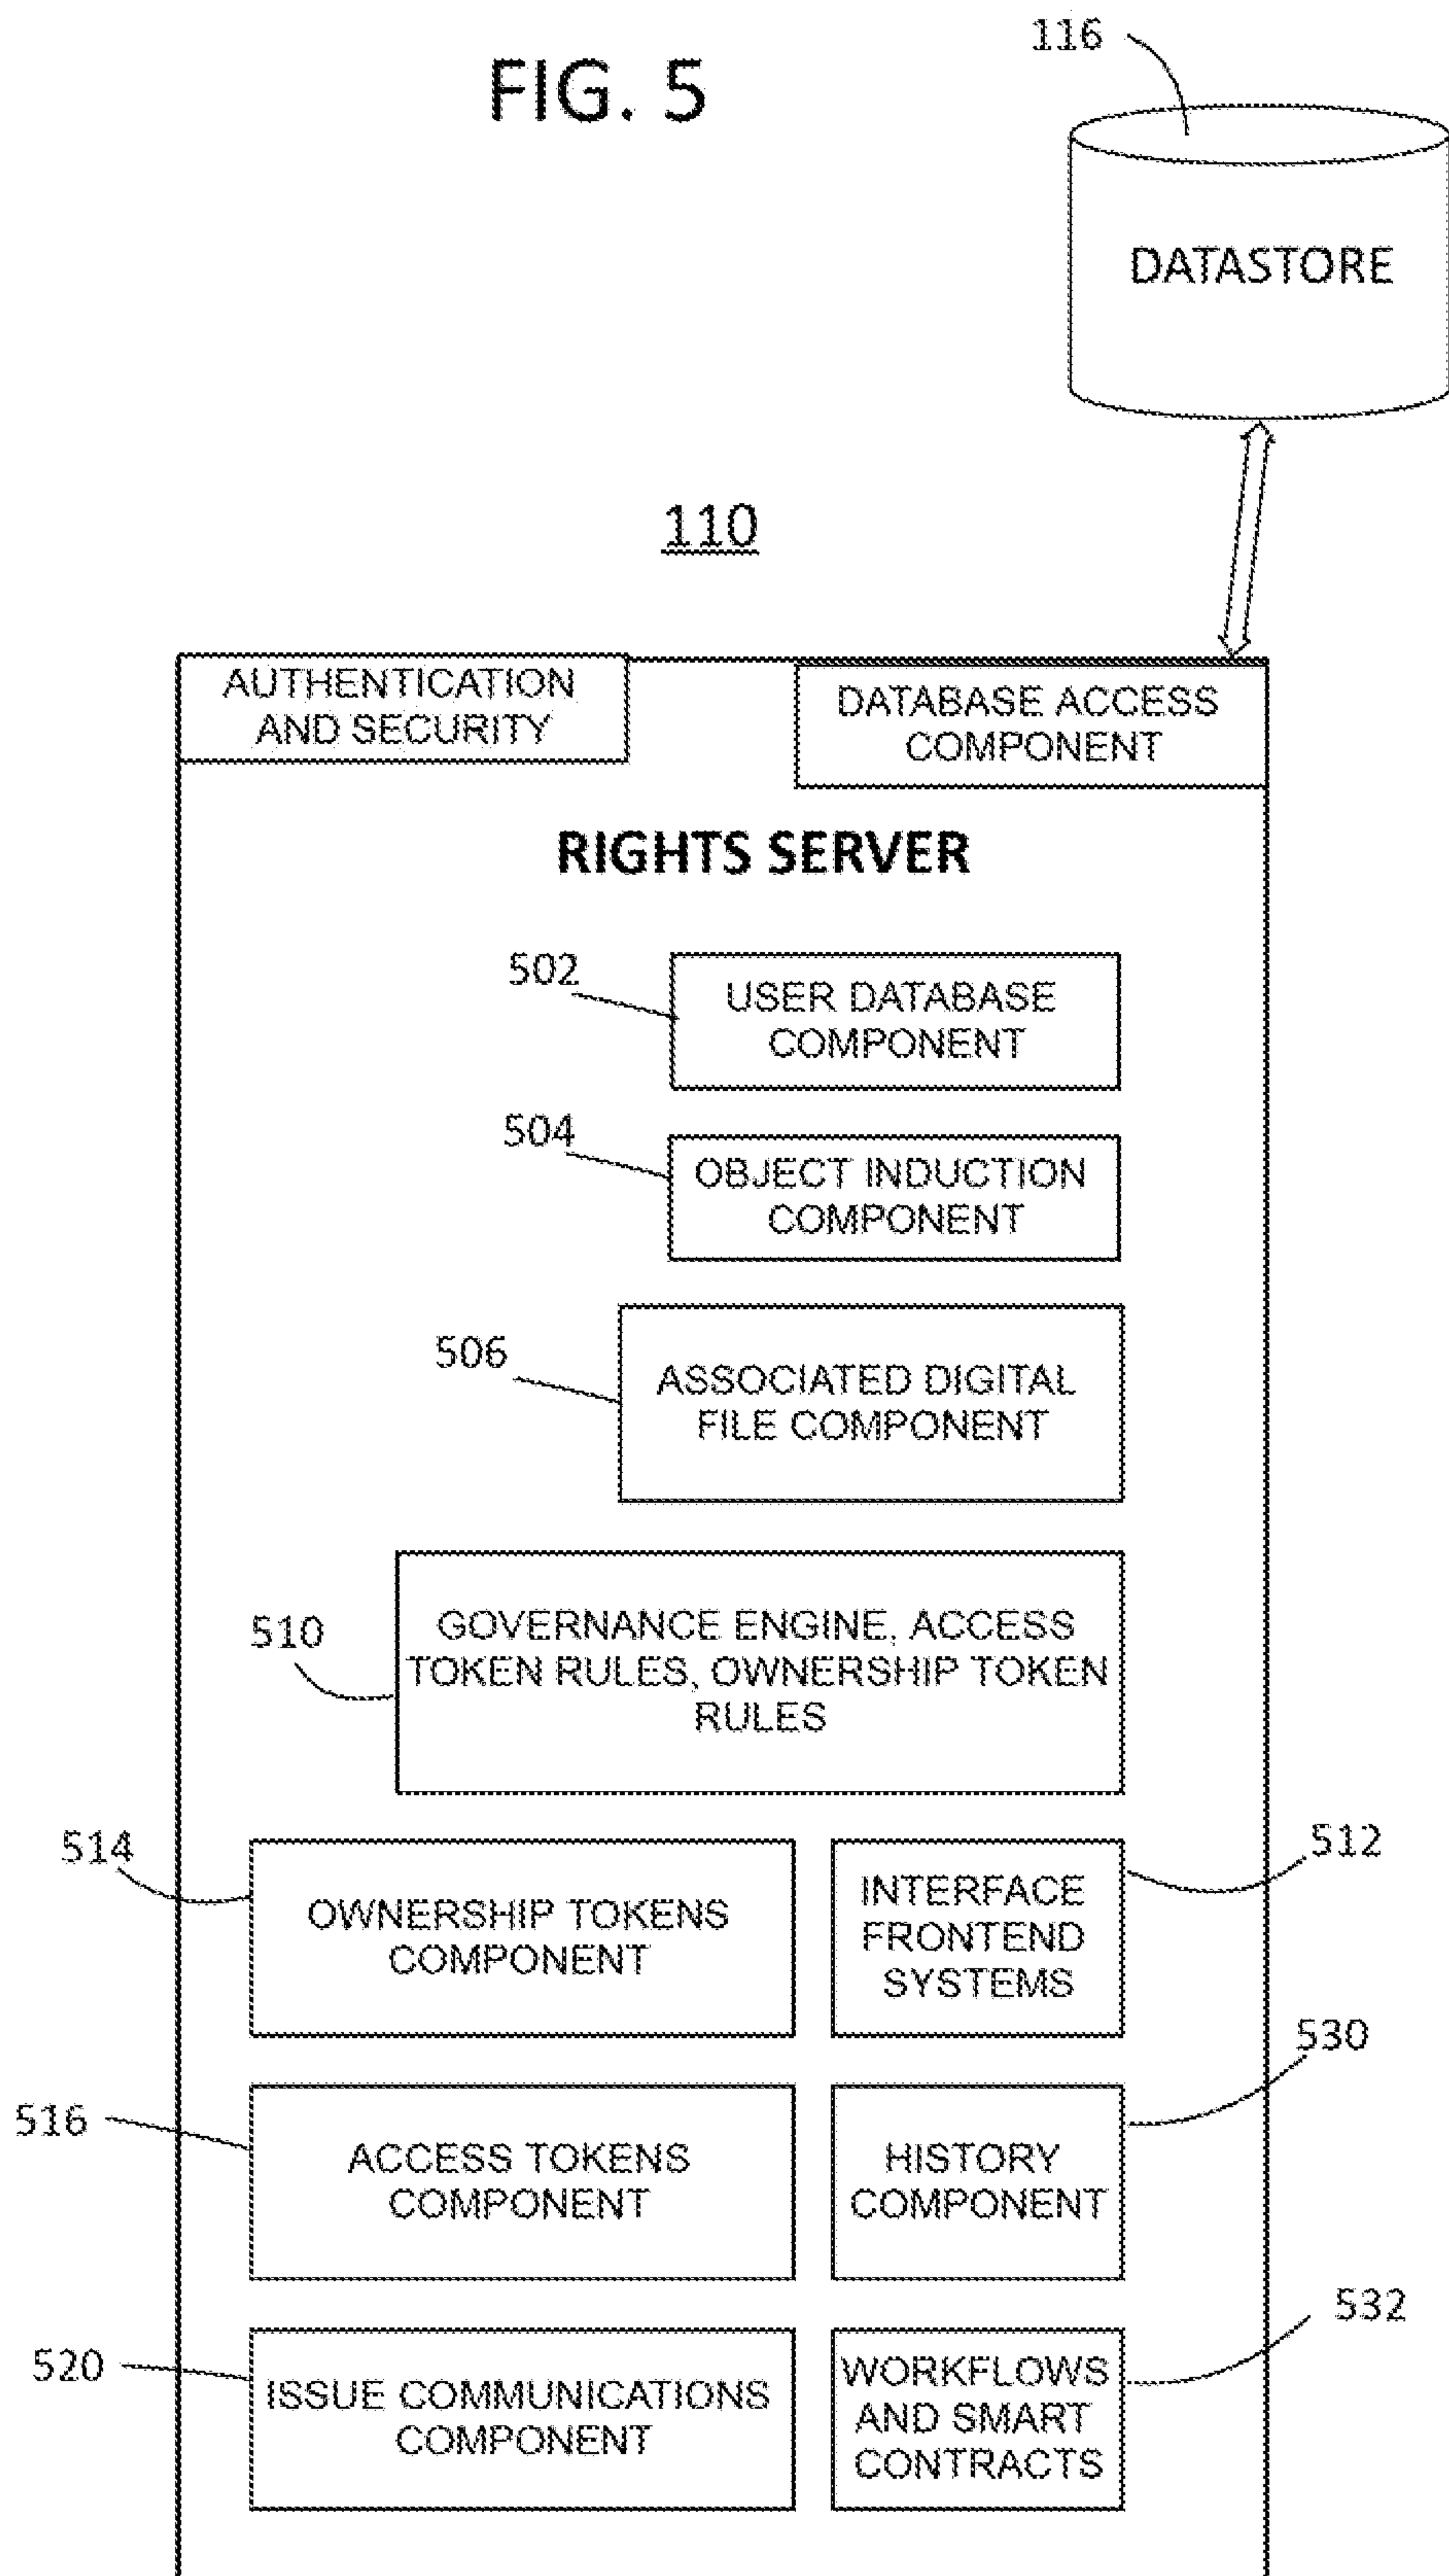 116
FIG. 5
DATASTORE
110
AUTHENTICATION
AND SECURITY
DATABASE ACCESS
COMPONENT
RIGHTS SERVER
502
USER DATABASE
COMPONENT
504
OBJECT INDUCTION
COMPONENT
506
ASSOCIATED DIGITAL
FILE COMPONENT
510
GOVERNANCE ENGINE, ACCESS
TOKEN RULES, OWNERSHIP TOKEN
RULES
514
OWNERSHIP TOKENS
COMPONENT
512
INTERFACE
FRONTEND
SYSTEMS
516
ACCESS TOKENS
COMPONENT
530
HISTORY
COMPONENT
520
ISSUE COMMUNICATIONS
COMPONENT
532
WORKFLOWS
AND SMART
CONTRACTS